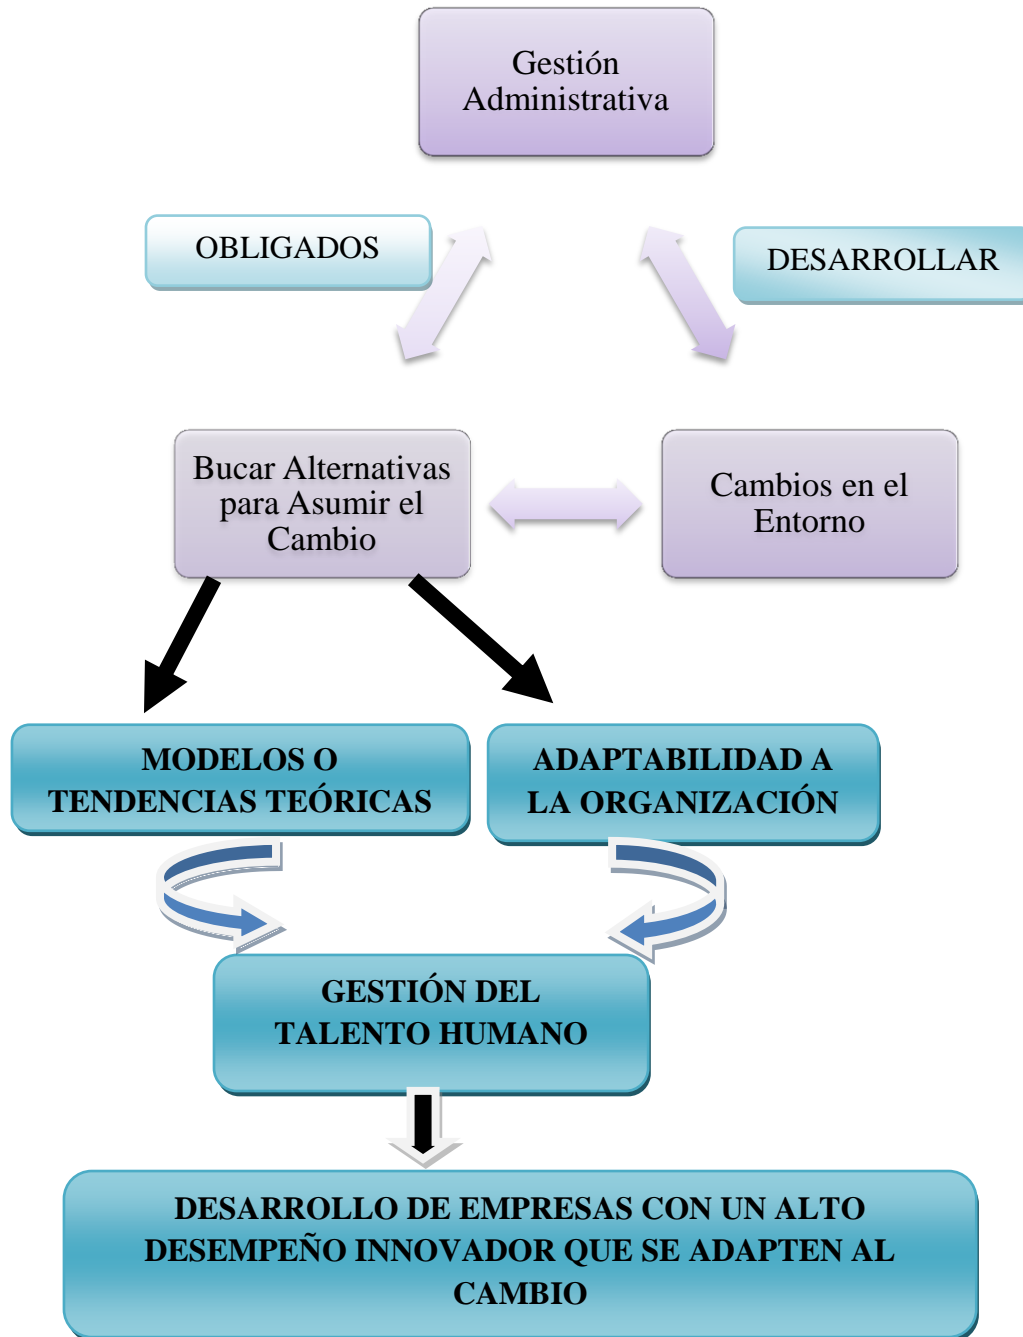 Gestión
Administrativa
OBLIGADOS
DESARROLLAR
Bucar Alternativas
para Asumir el
Cambio
Cambios en el
Entorno
MODELOS O
TENDENCIAS TEÓRICAS
ADAPTABILIDAD A
LA ORGANIZACIÓN
GESTIÓN DEL
TALENTO HUMANO
DESARROLLO DE EMPRESAS CON UN ALTO
DESEMPEÑO INNOVADOR QUE SE ADAPTEN AL
CAMBIO